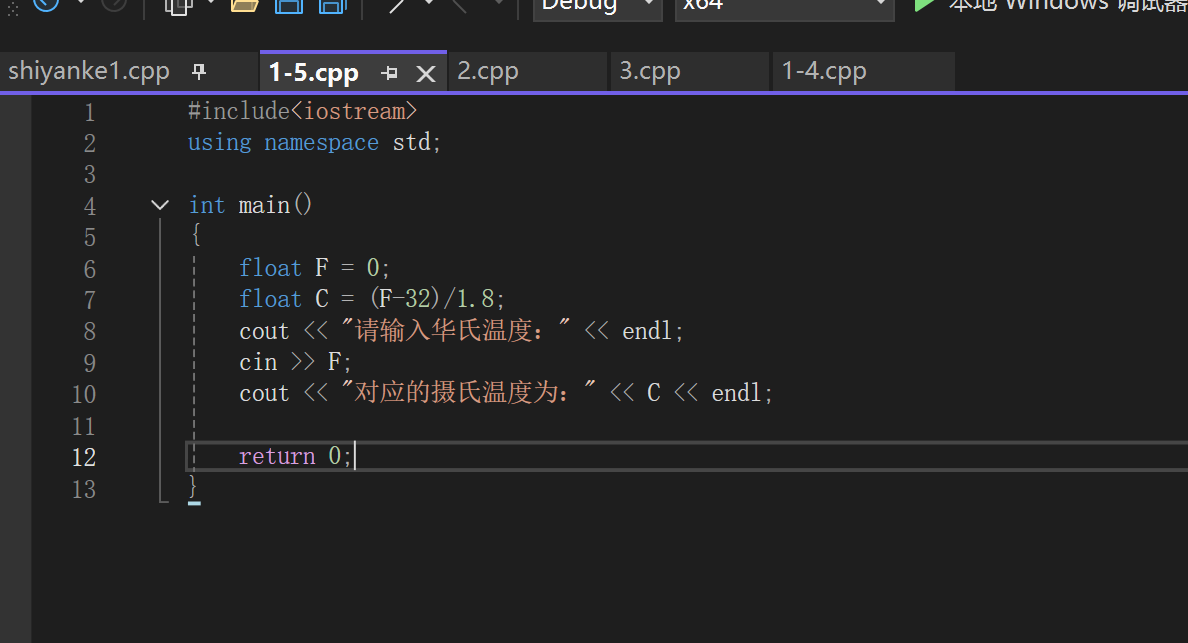 Debug x64 本地 Windows 调试器
shiyanke1.cpp 1-5.cpp 2.cpp 3.cpp 1-4.cpp
1 #include<iostream>
2 using namespace std;
3
4 int main()
5 {
6 float F = 0;
7 float C = (F-32)/1.8;
8 cout << "请输入华氏温度：" << endl;
9 cin >> F;
10 cout << "对应的摄氏温度为：" << C << endl;
11
12 return 0;
13 }